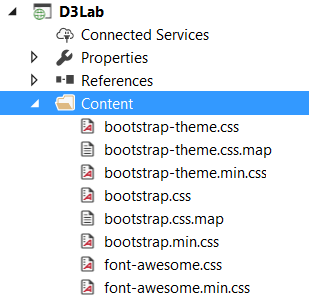 D3Lab
Connected Services
Properties
References
Content
bootstrap-theme.css
bootstrap-theme.css.map
bootstrap-theme.min.css
bootstrap.css
bootstrap.css.map
bootstrap.min.css
font-awesome.css
font-awesome.min.css